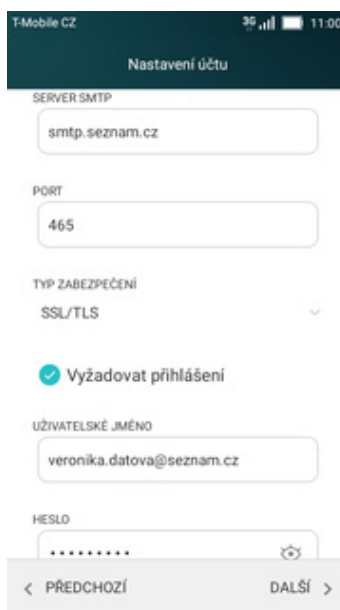 T-Mobile CZ 3G 11:00
Nastavení účtu
SERVER SMTP
smtp.seznam.cz
PORT
465
TYP ZABEZPEČENÍ
SSL/TLS
Vyžadovat přihlášení
UŽIVATELSKÉ JMÉNO
veronika.datova@seznam.cz
HESLO
•••••••••
PŘEDCHOZÍ DALŠÍ